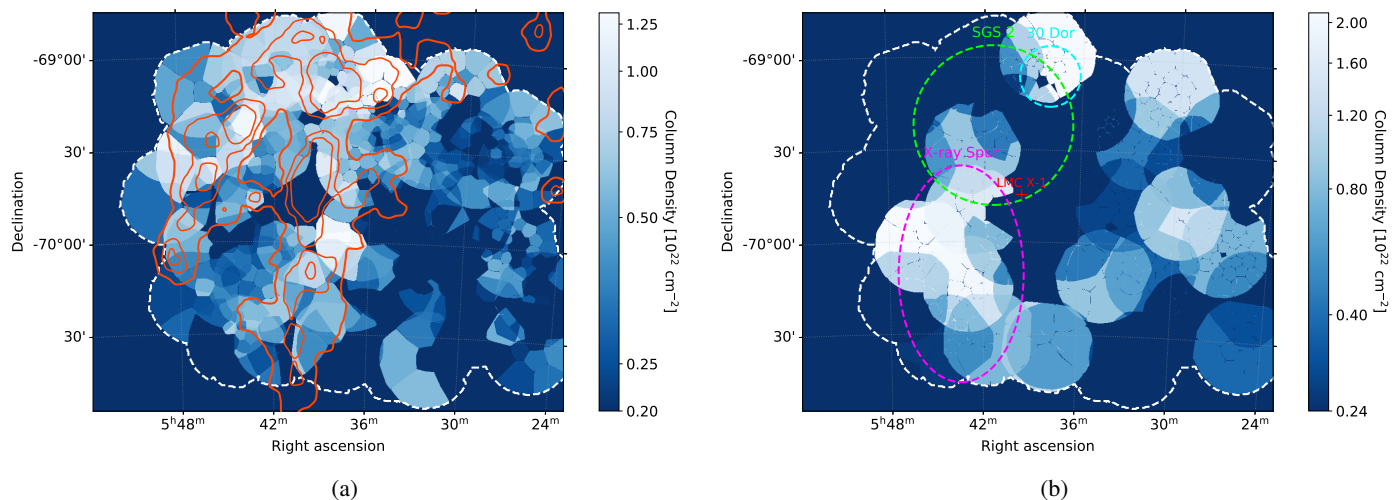 -69°00'
30'
-70°00'
30'
Declination
5ʰ48ᵐ
42ᵐ
36ᵐ
30ᵐ
24ᵐ
Right ascension
1.25
1.00
0.75
0.50
0.25
0.20
Column Density [10²² cm⁻²]
(a)
SGS 2
30 Dor
X-ray Spur
LMC X-1
-69°00'
30'
-70°00'
30'
Declination
5ʰ48ᵐ
42ᵐ
36ᵐ
30ᵐ
24ᵐ
Right ascension
2.00
1.60
1.20
0.80
0.40
0.24
Column Density [10²² cm⁻²]
(b)